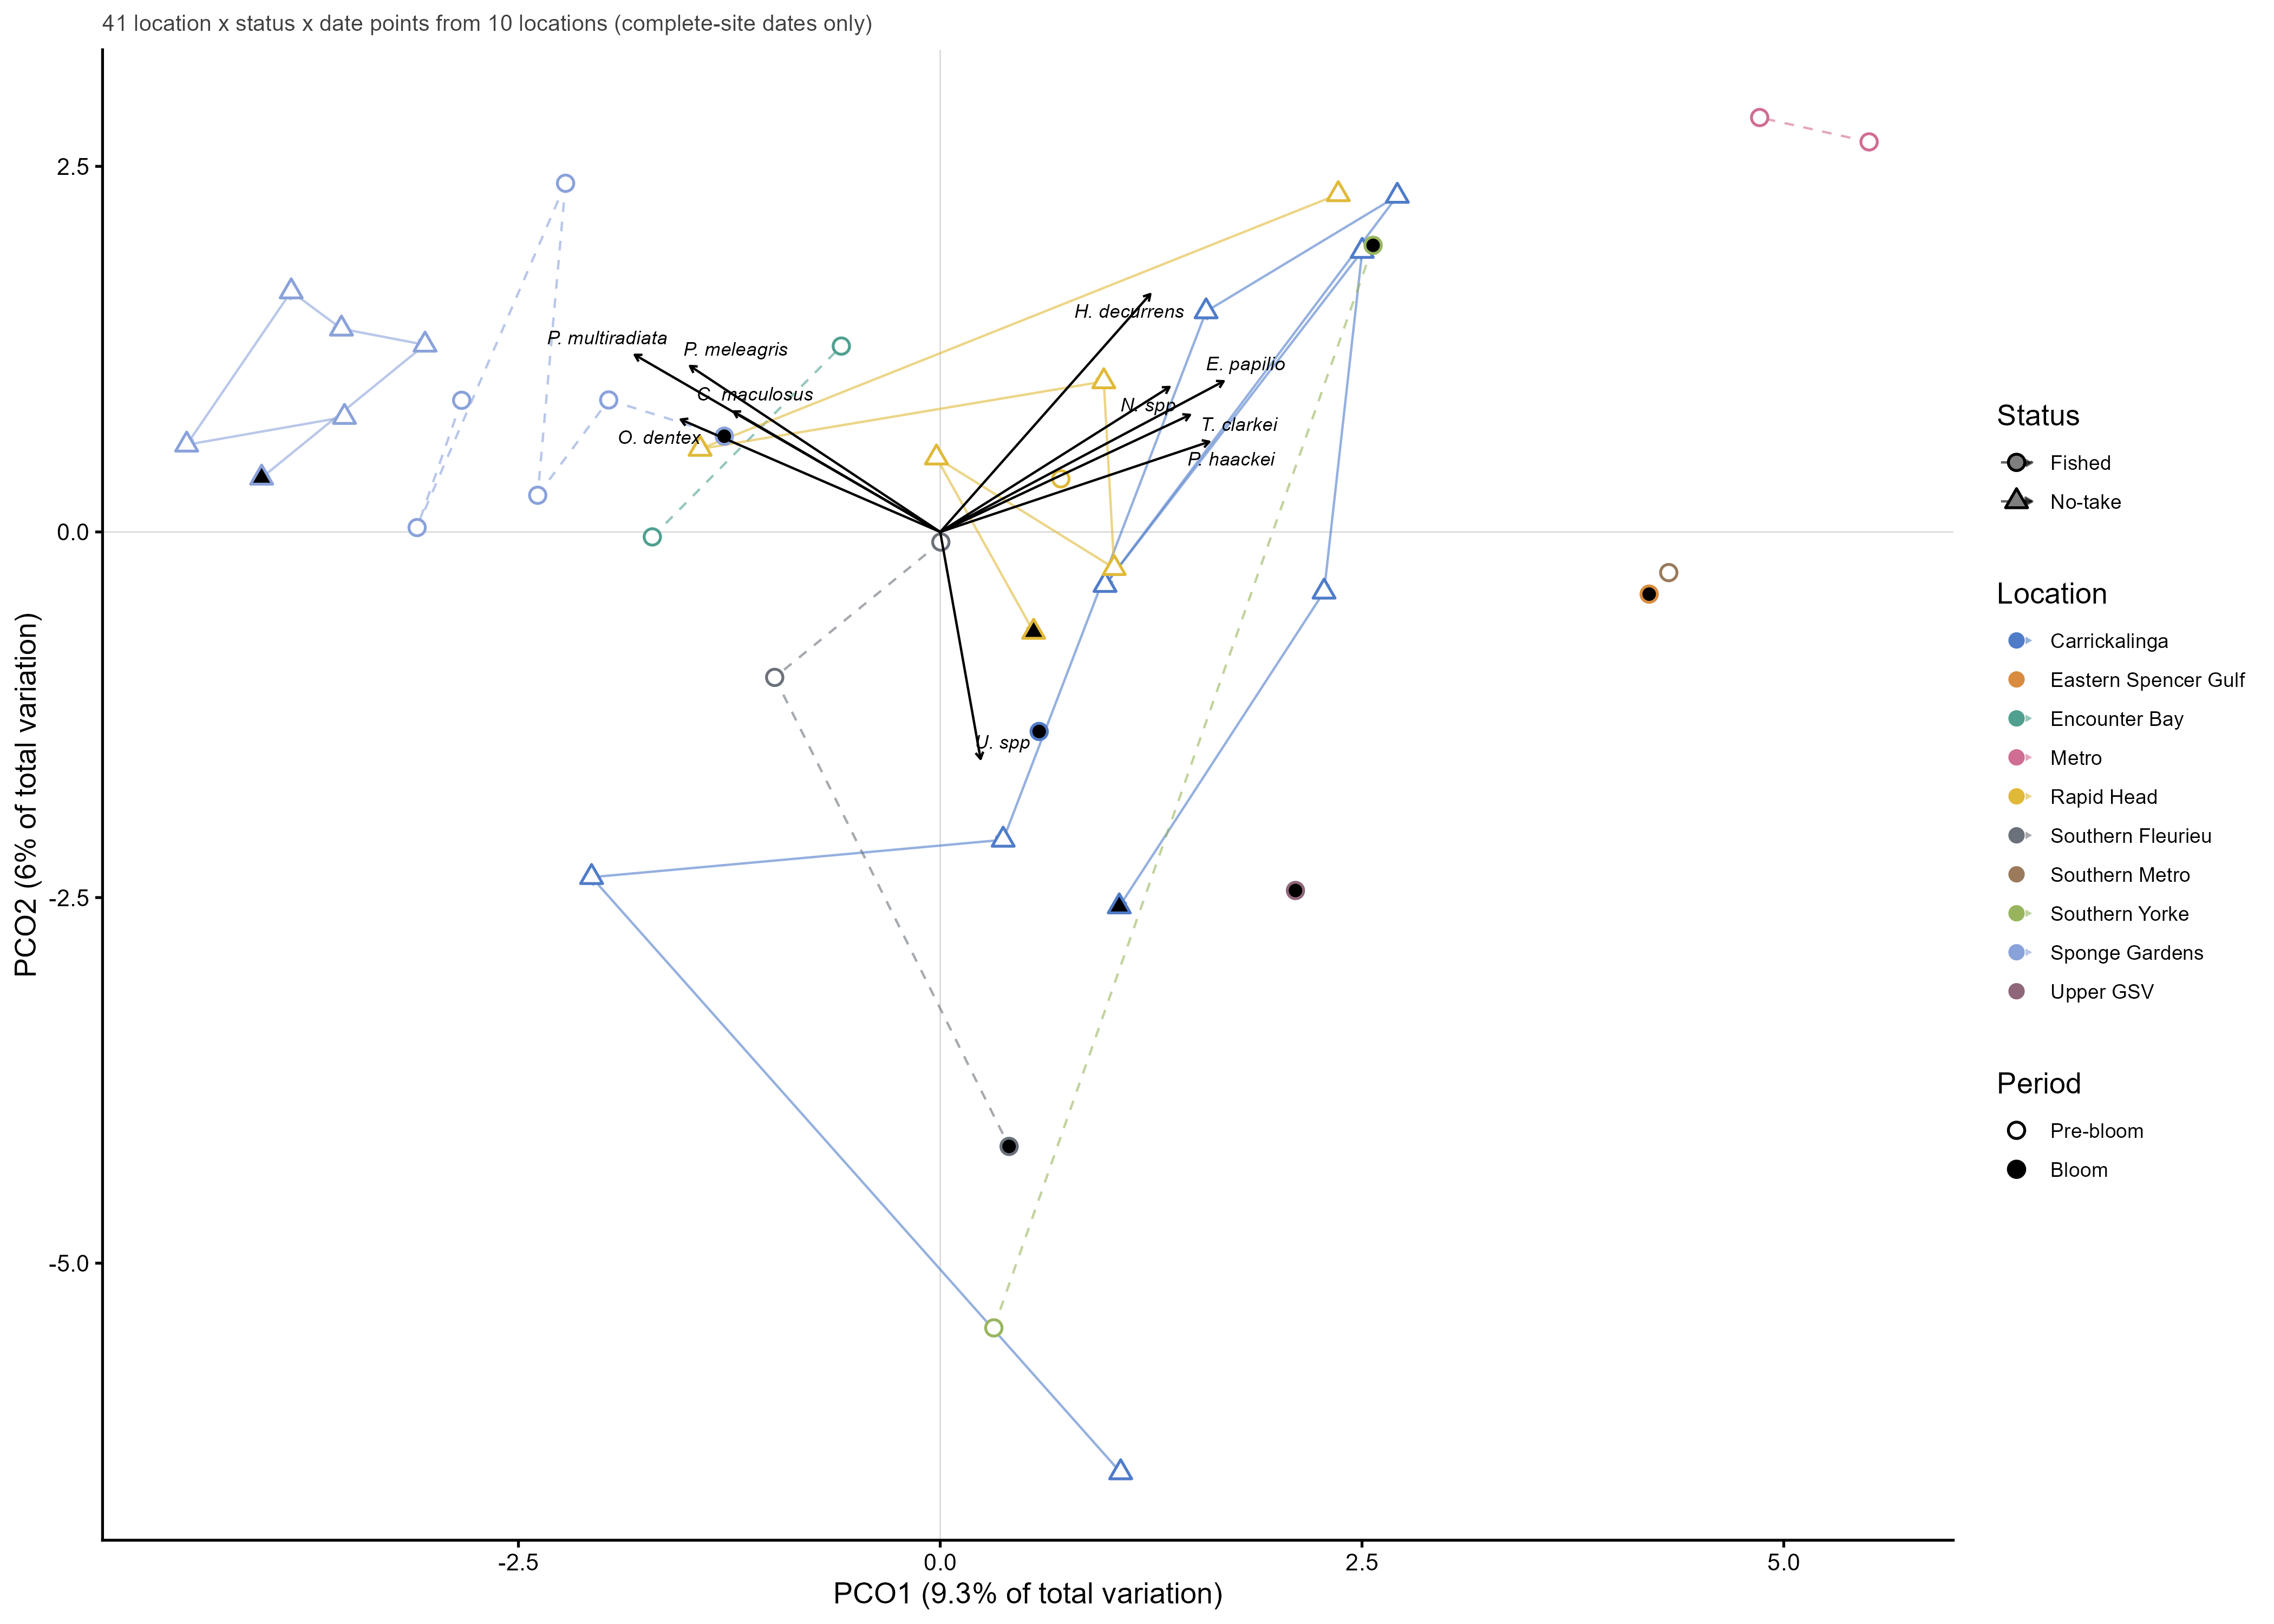 41 location x status x date points from 10 locations (complete-site dates only)
PCO2 (6% of total variation)
2.5
0.0
-2.5
-5.0
H. decurrens
P. multiradiata
P. meleagris
E. papilio
C. maculosus
N. spp
T. clarkei
O. dentex
P. haackei
U. spp
-2.5
0.0
2.5
5.0
PCO1 (9.3% of total variation)
Status
Fished
No-take
Location
Carrickalinga
Eastern Spencer Gulf
Encounter Bay
Metro
Rapid Head
Southern Fleurieu
Southern Metro
Southern Yorke
Sponge Gardens
Upper GSV
Period
Pre-bloom
Bloom